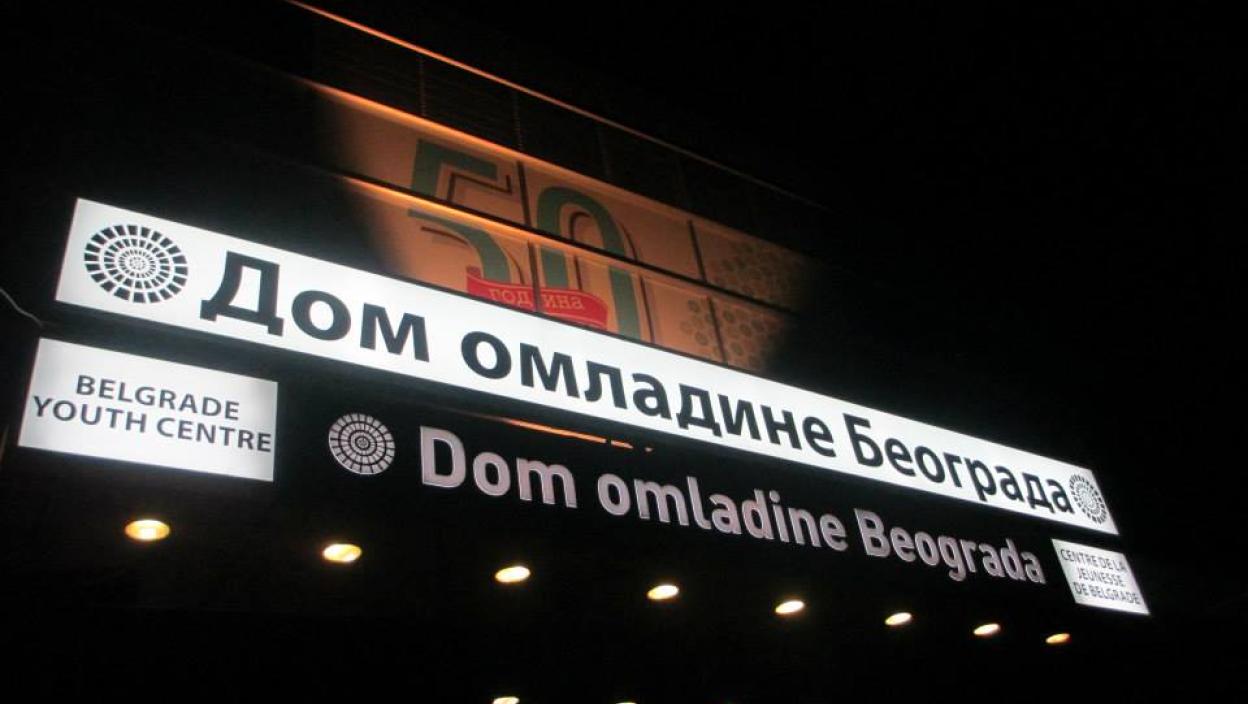 50
година
Дом омладине Београда
BELGRADE
YOUTH CENTRE
Dom omladine Beograda
CENTRE DE LA
JEUNESSE
DE BELGRADE